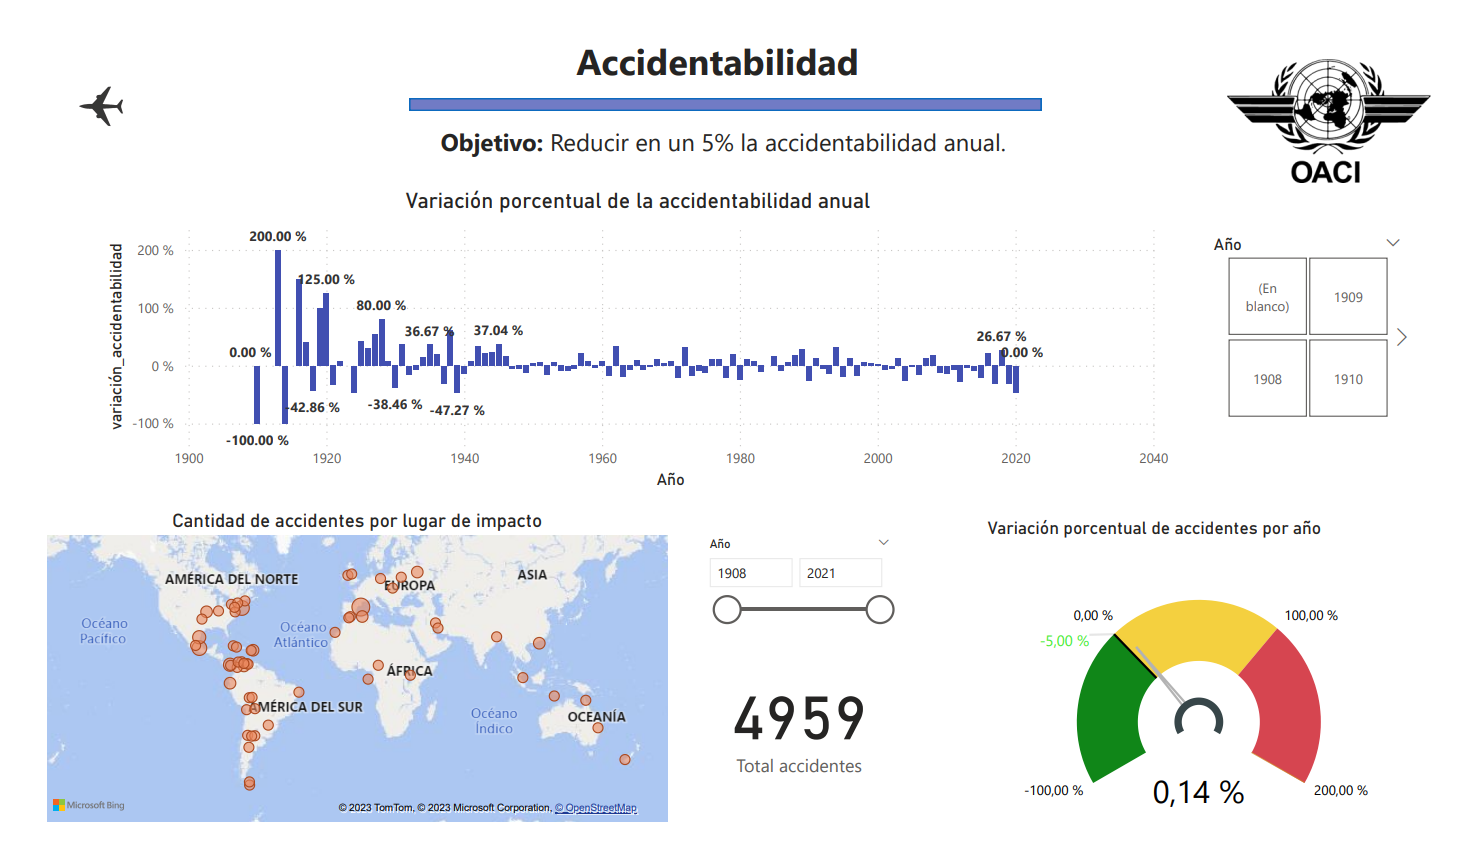 Accidentabilidad
Objetivo: Reducir en un 5% la accidentabilidad anual.
OACI
Variación porcentual de la accidentabilidad anual
variación_accidentabilidad
200 %
100 %
0 %
-100 %
200.00 %
125.00 %
80.00 %
36.67 %
37.04 %
26.67 %
0.00 %
0.00 %
-42.86 %
-38.46 %
-47.27 %
-100.00 %
1900
1920
1940
1960
1980
2000
2020
2040
Año
Año
(En
blanco)
1909
1908
1910
Cantidad de accidentes por lugar de impacto
AMÉRICA DEL NORTE
EUROPA
ASIA
Océano
Pacífico
Océano
Atlántico
ÁFRICA
AMÉRICA DEL SUR
Océano
Índico
OCEANÍA
Microsoft Bing
© 2023 TomTom, © 2023 Microsoft Corporation, © OpenStreetMap
Año
1908
2021
4959
Total accidentes
Variación porcentual de accidentes por año
0,00 %
100,00 %
-5,00 %
-100,00 %
0,14 %
200,00 %